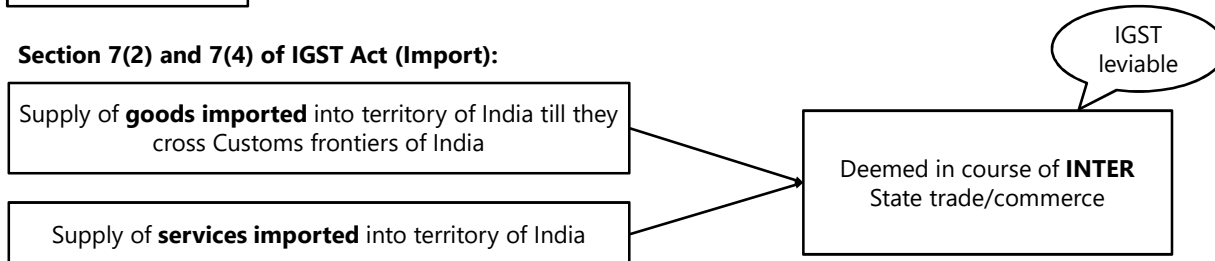 IGST
leviable
Section 7(2) and 7(4) of IGST Act (Import):
Supply of goods imported into territory of India till they
cross Customs frontiers of India
Deemed in course of INTER
State trade/commerce
Supply of services imported into territory of India